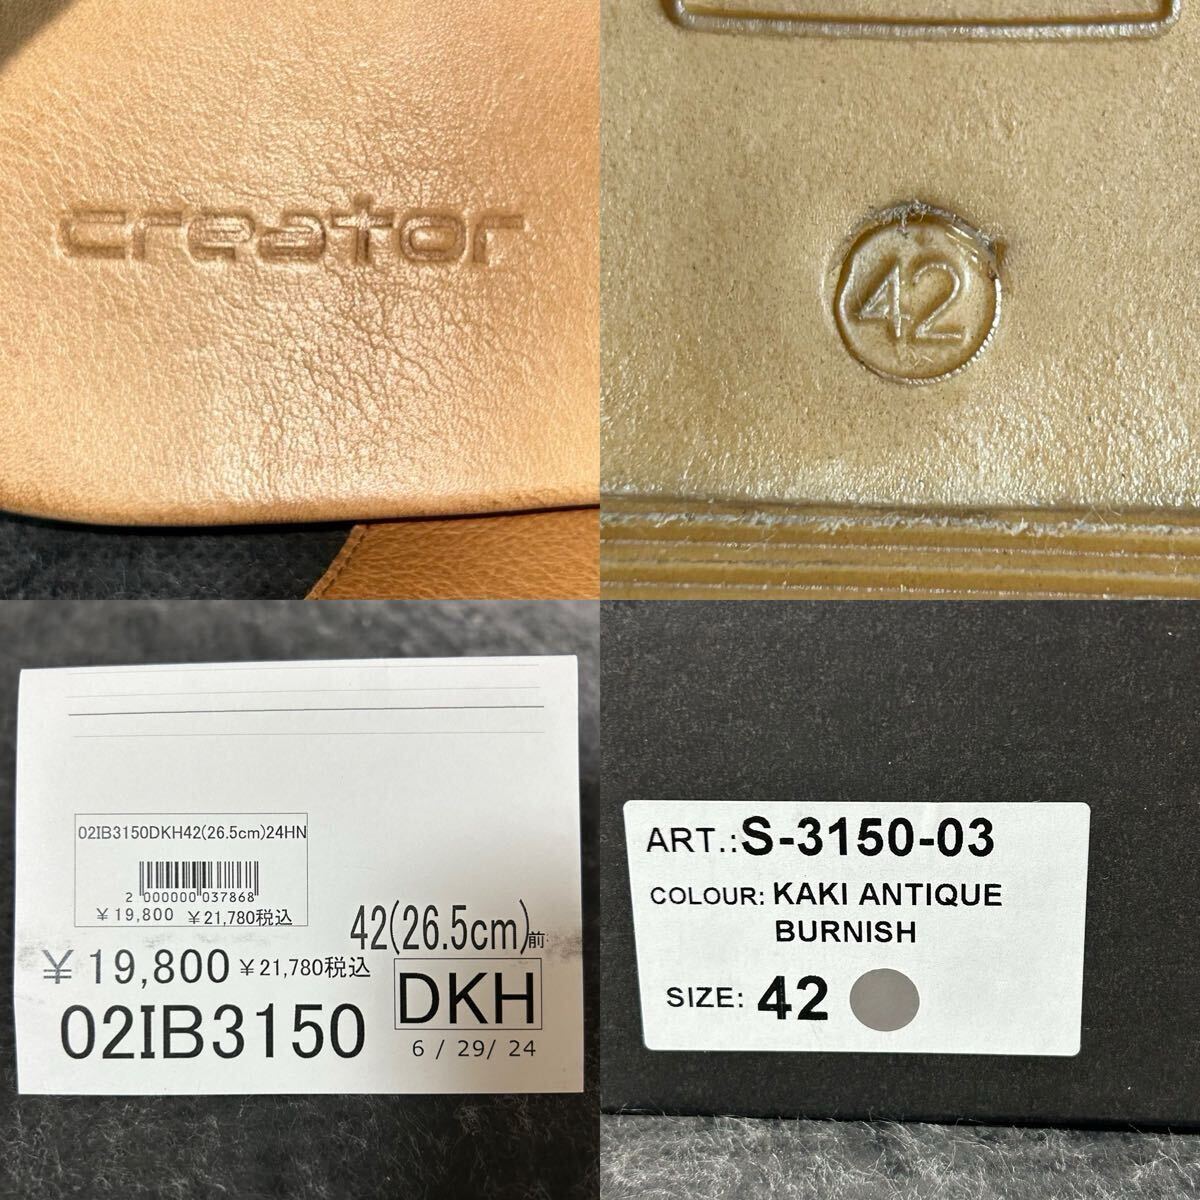 creator
42
02IB3150DKH42(26.5cm)24HN
2 000000 037868
￥19,800 ￥21,780税込
42(26.5cm)前
￥19,800 ￥21,780税込
DKH
02IB3150
6 / 29/ 24
ART.:S-3150-03
COLOUR: KAKI ANTIQUE
BURNISH
SIZE: 42